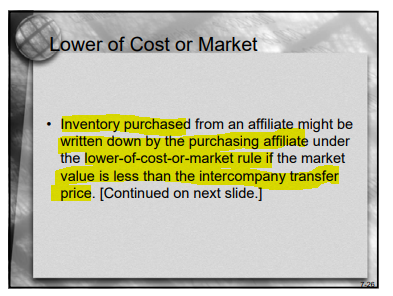 Lower of Cost or Market
• Inventory purchased from an affiliate might be
written down by the purchasing affiliate under
the lower-of-cost-or-market rule if the market
value is less than the intercompany transfer
price. [Continued on next slide.]
7-26